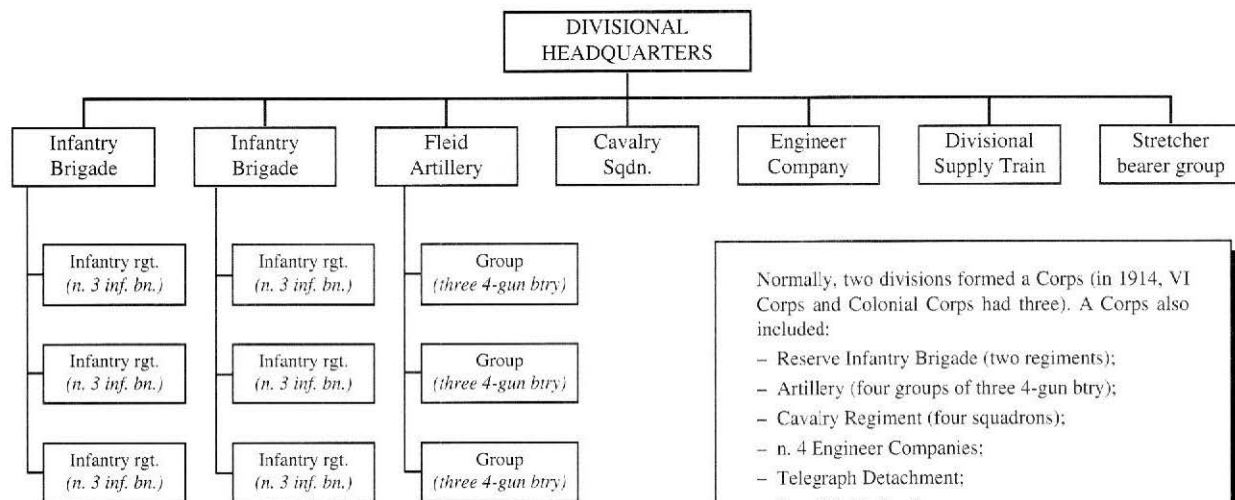 DIVISIONAL
HEADQUARTERS
Infantry
Brigade
Infantry
Brigade
Fleid
Artillery
Cavalry
Sqdn.
Engineer
Company
Divisional
Supply Train
Stretcher
bearer group
Infantry rgt.
(n. 3 inf. bn.)
Infantry rgt.
(n. 3 inf. bn.)
Infantry rgt.
(n. 3 inf. bn.)
Infantry rgt.
(n. 3 inf. bn.)
Infantry rgt.
(n. 3 inf. bn.)
Infantry rgt.
(n. 3 inf. bn.)
Group
(three 4-gun btry)
Group
(three 4-gun btry)
Group
(three 4-gun btry)
Normally, two divisions formed a Corps (in 1914, VI
Corps and Colonial Corps had three). A Corps also
included:
– Reserve Infantry Brigade (two regiments);
– Artillery (four groups of three 4-gun btry);
– Cavalry Regiment (four squadrons);
– n. 4 Engineer Companies;
– Telegraph Detachment;